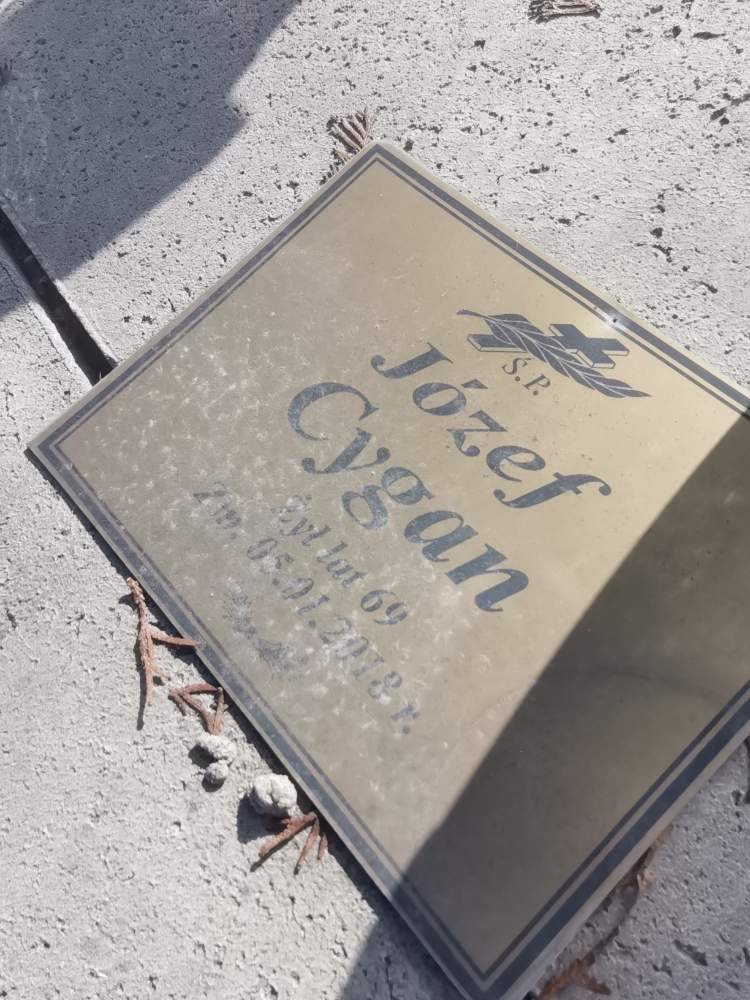 Ś.P.
Józef
Cygan
Żył lat 69
Zm. 05.01.2018 r.